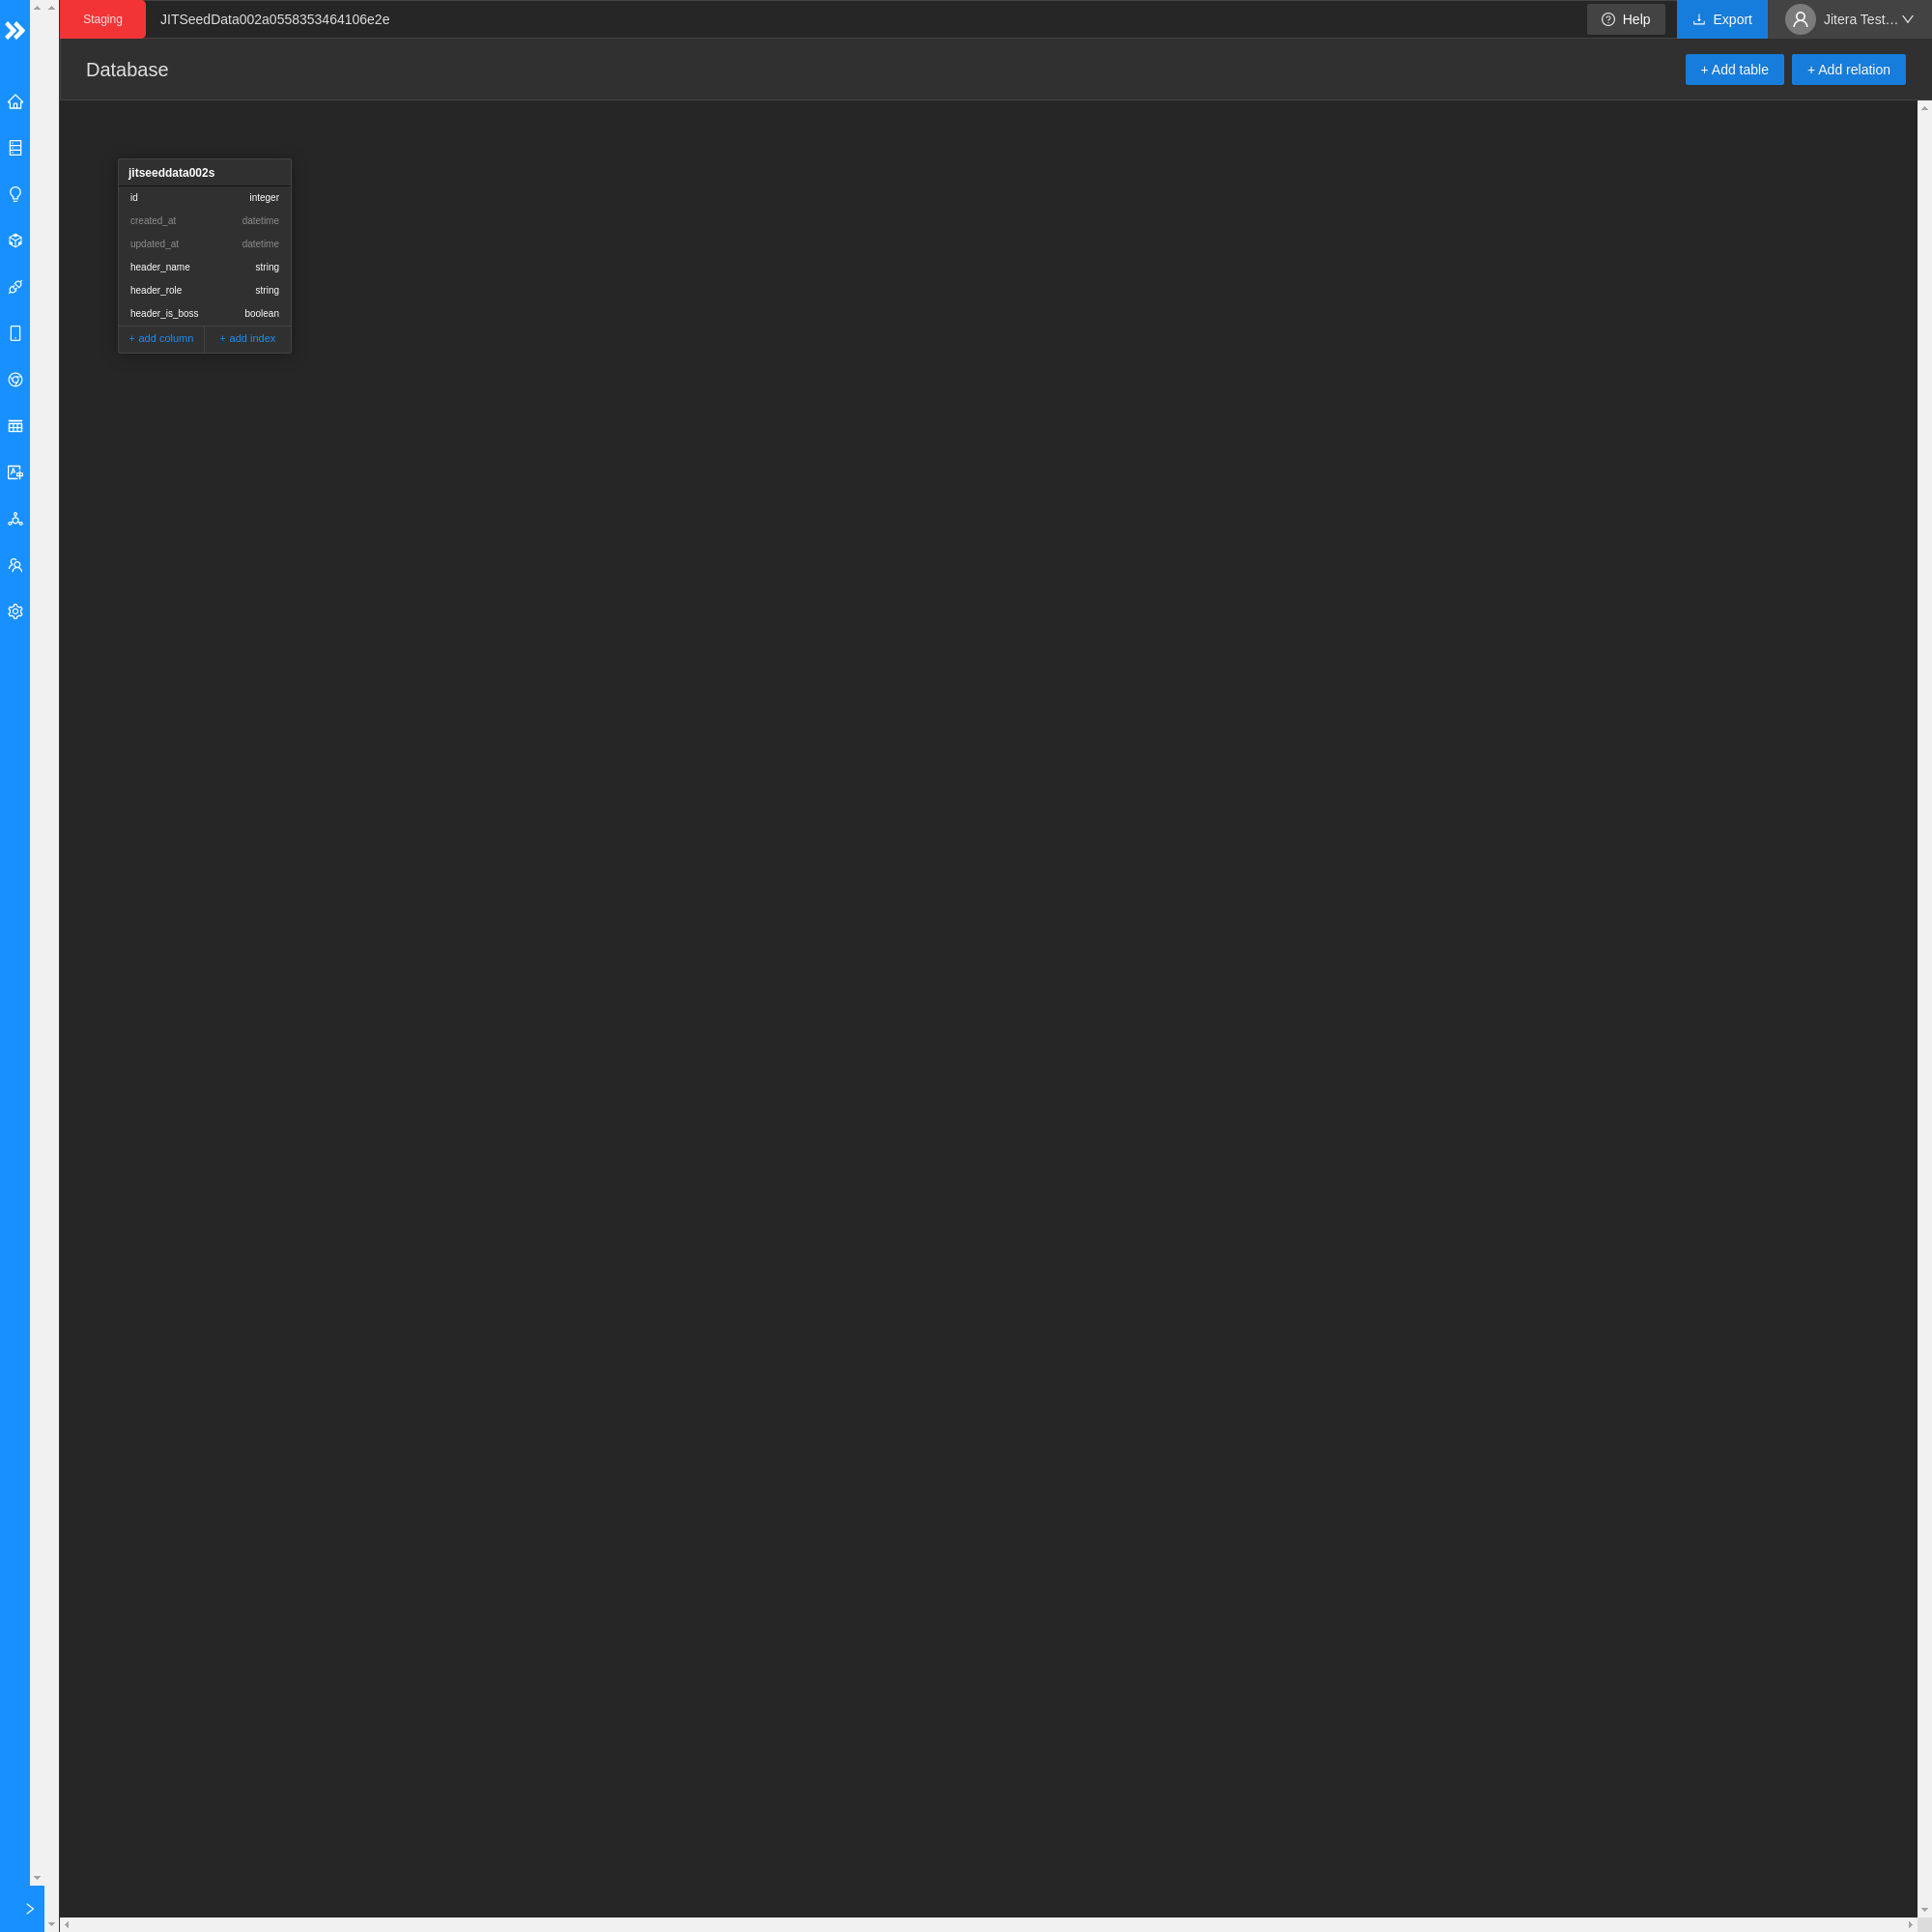 Staging JITSeedData002a0558353464106e2e Help Export Jitera Test...
Database + Add table + Add relation
jitseeddata002s
id integer
created_at datetime
updated_at datetime
header_name string
header_role string
header_is_boss boolean
+ add column + add index